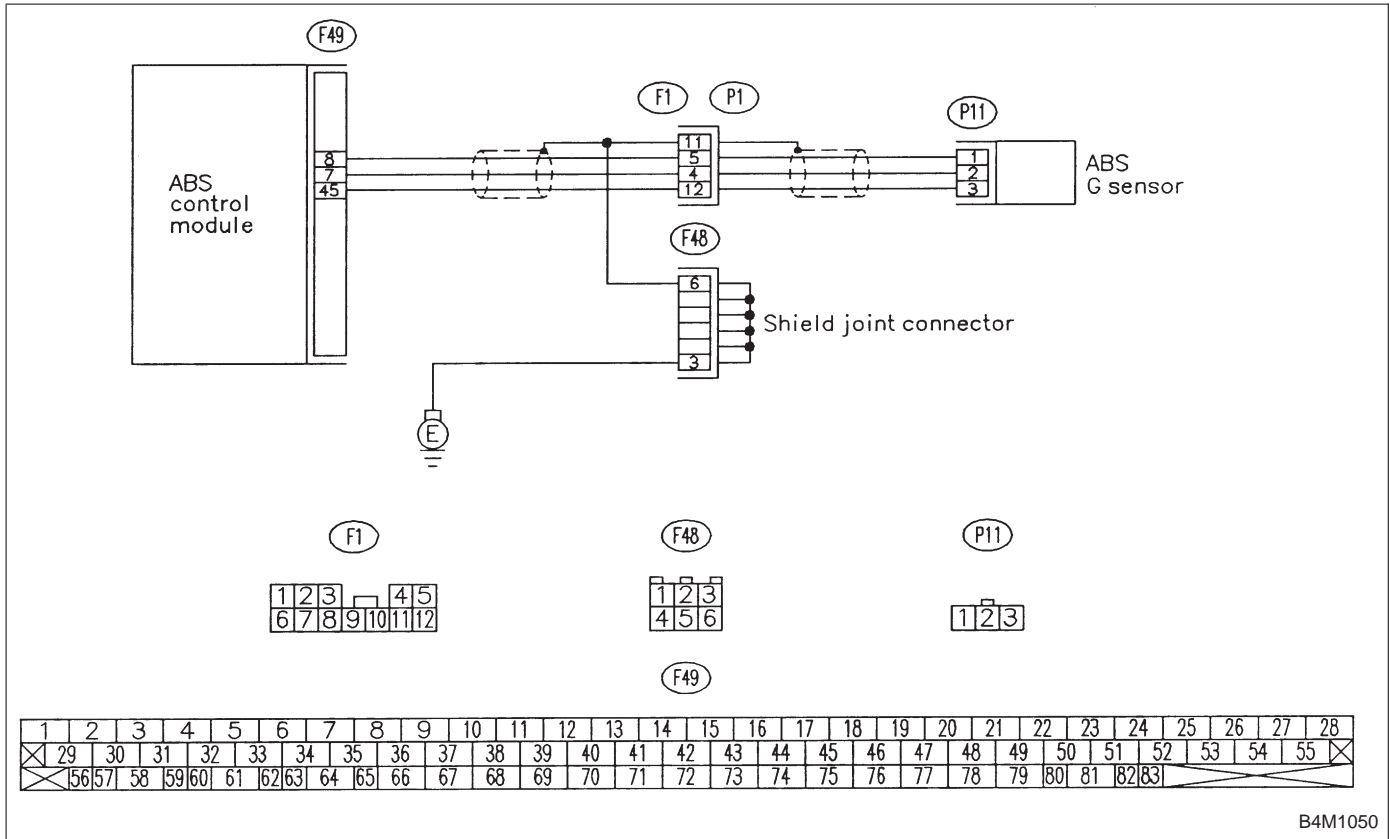 F49
F1 P1
P11
8
7
45
11
5
4
12
1
2
3
ABS
control
module
ABS
G sensor
F48
6
3
Shield joint connector
E
F1
F48
P11
1 2 3 4 5
6 7 8 9 10 11 12
1 2 3
4 5 6
1 2 3
F49
1 2 3 4 5 6 7 8 9 10 11 12 13 14 15 16 17 18 19 20 21 22 23 24 25 26 27 28
29 30 31 32 33 34 35 36 37 38 39 40 41 42 43 44 45 46 47 48 49 50 51 52 53 54 55
56 57 58 59 60 61 62 63 64 65 66 67 68 69 70 71 72 73 74 75 76 77 78 79 80 81 82 83
B4M1050